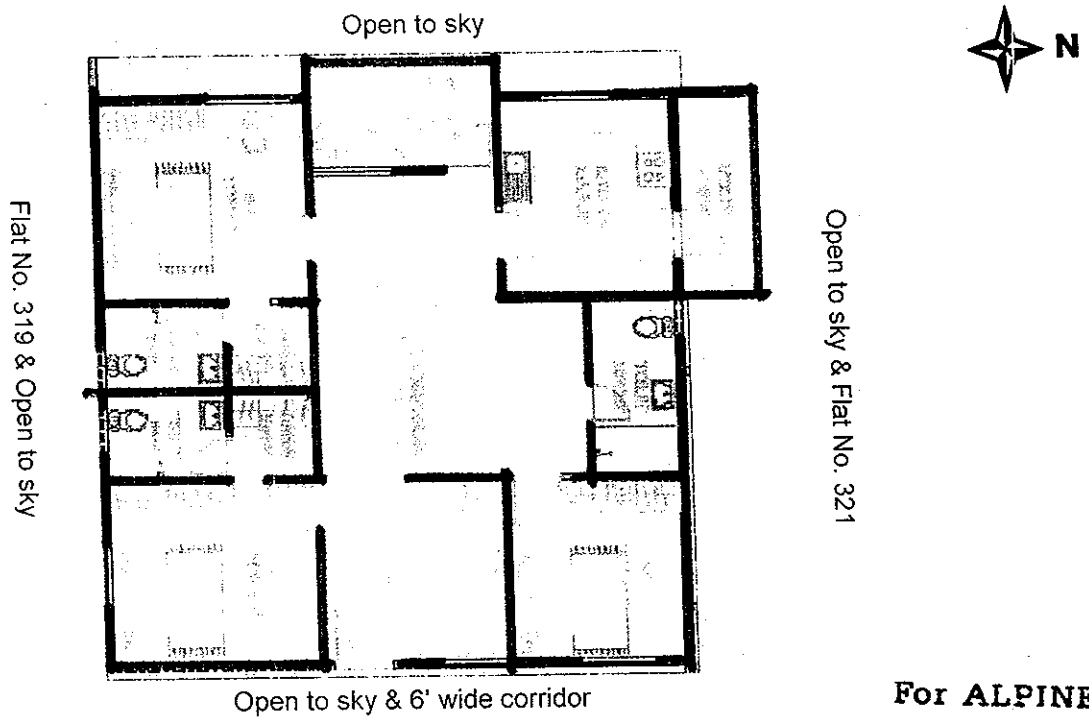 Open to sky
N
Flat No. 319 & Open to sky
Open to sky & Flat No. 321
Open to sky & 6' wide corridor
For ALPINE